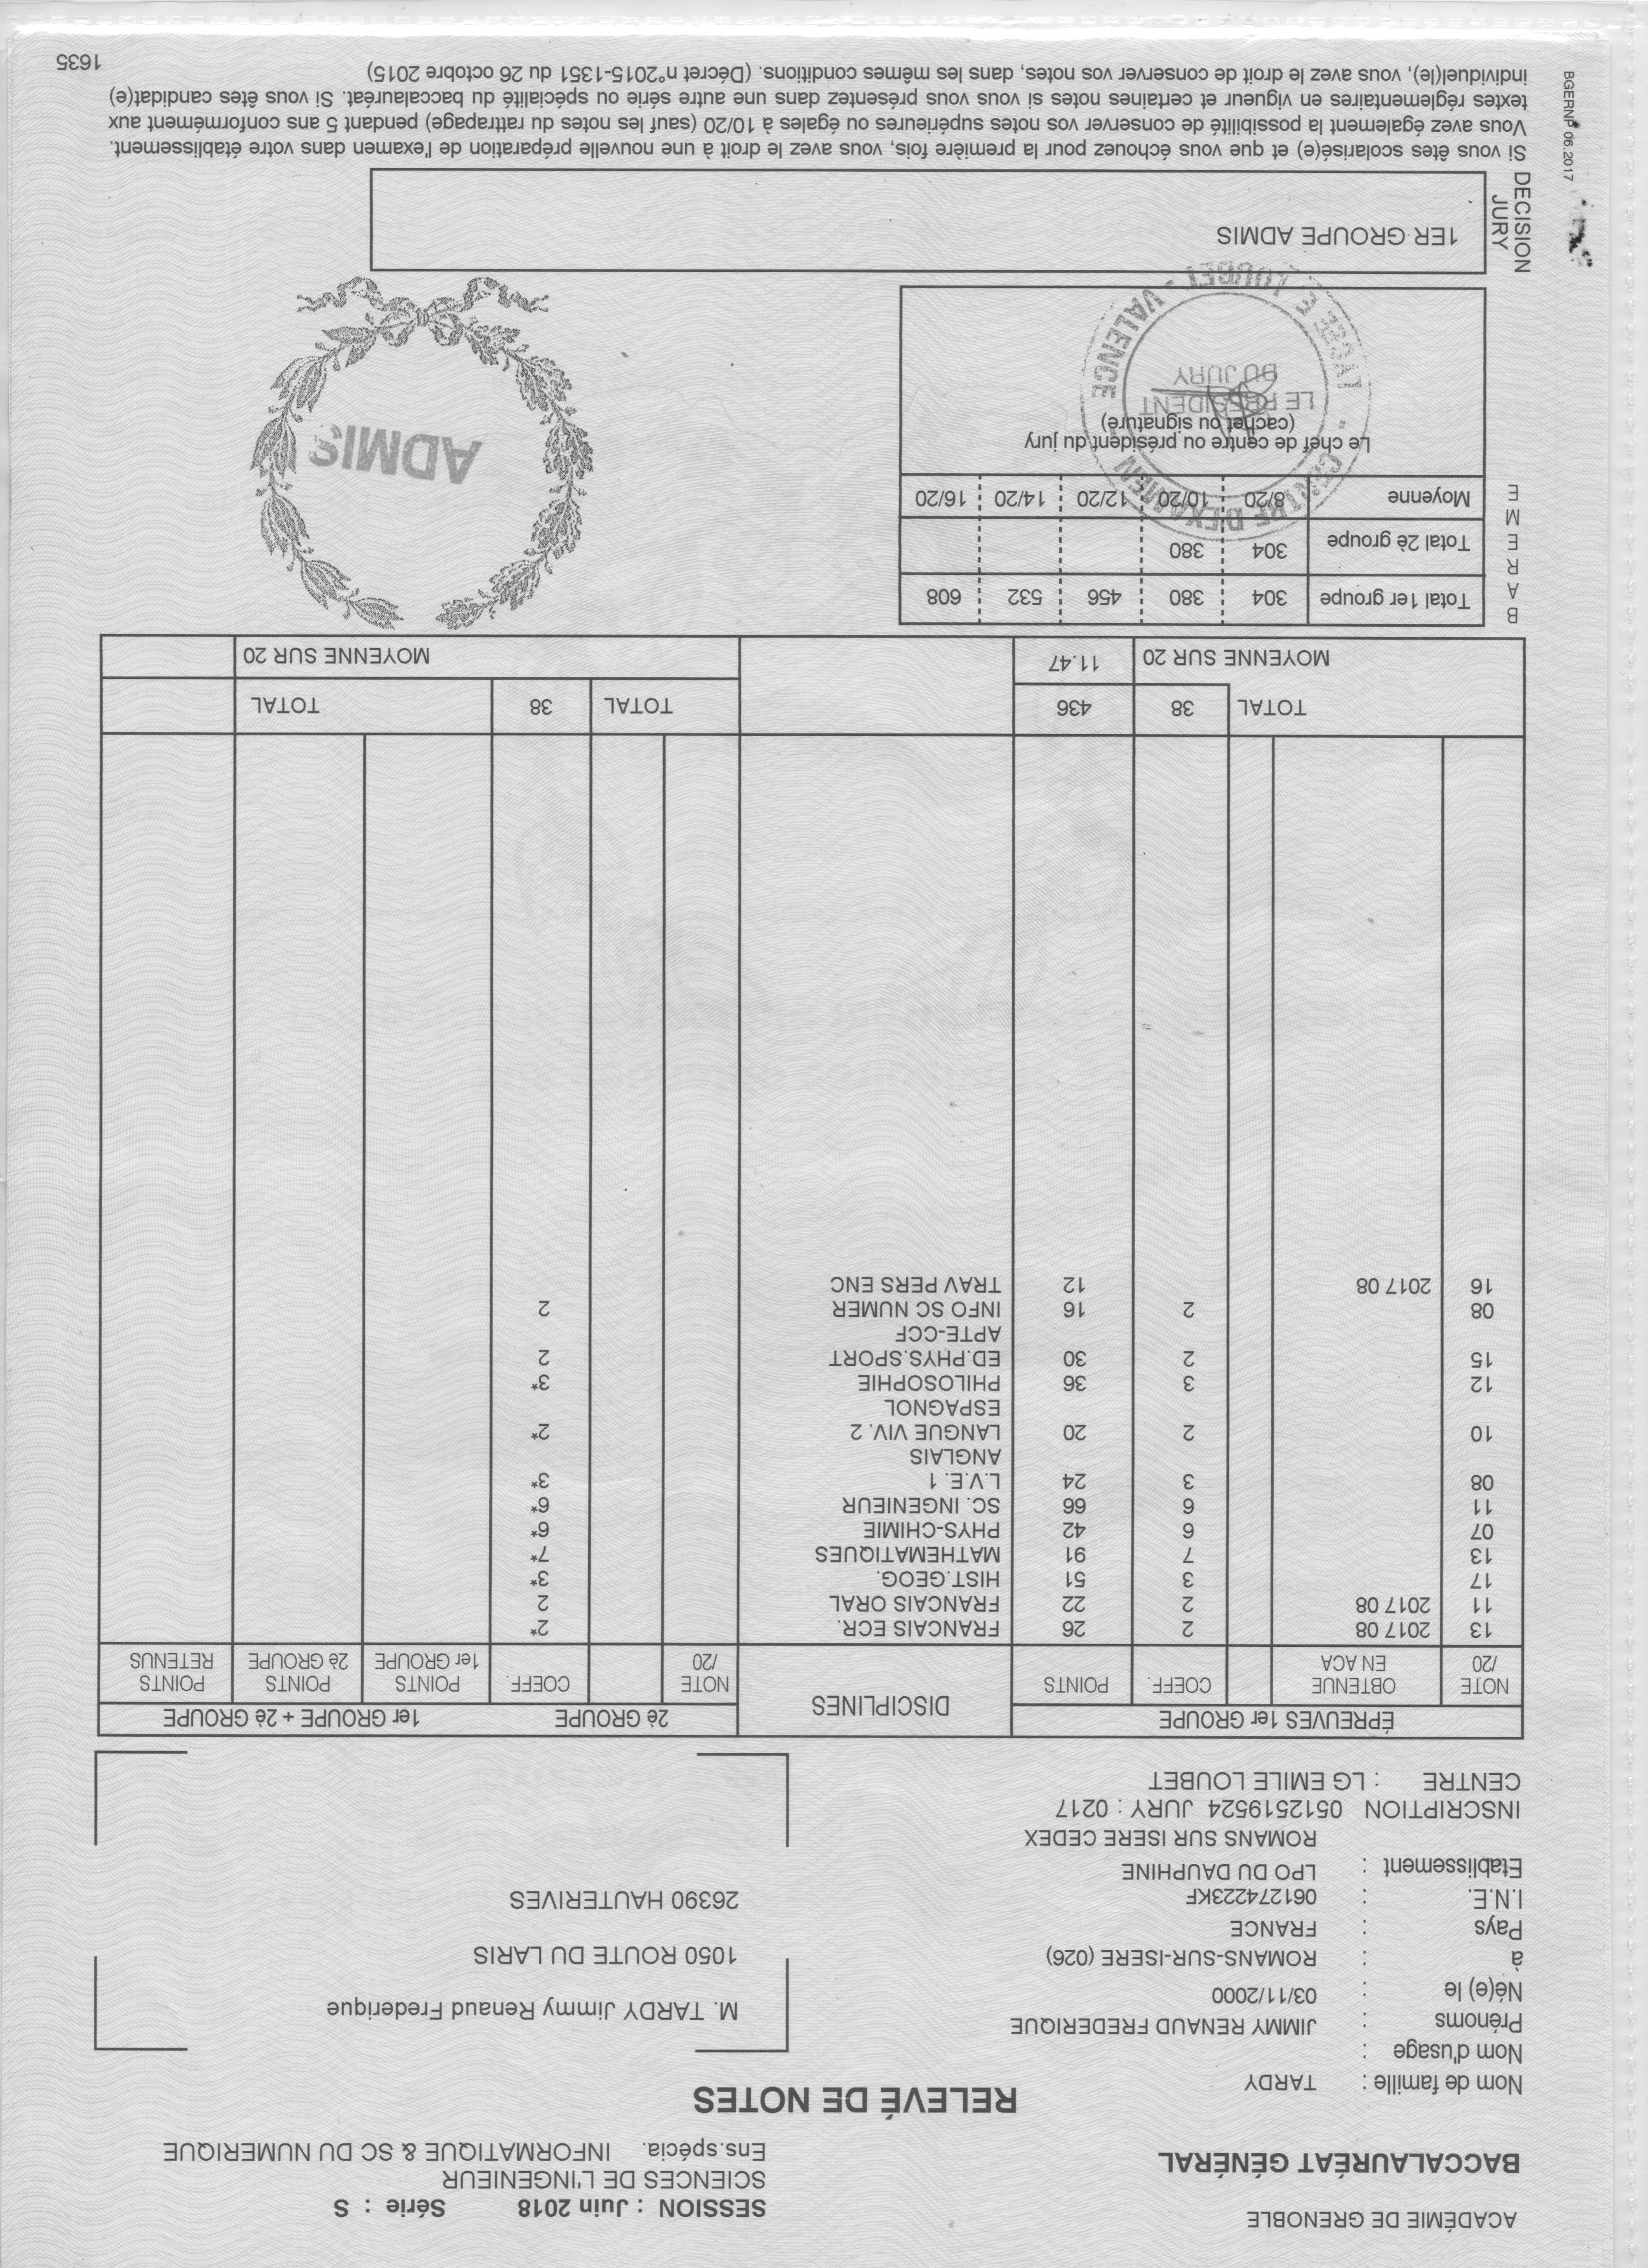 ACADÉMIE DE GRENOBLE
BACCALAURÉAT GÉNÉRAL
SESSION : Juin 2018 Série : S
SCIENCES DE L'INGENIEUR
Ens.spécia. INFORMATIQUE & SC DU NUMERIQUE
RELEVÉ DE NOTES
Nom de famille : TARDY
Nom d'usage :
Prénoms : JIMMY RENAUD FREDERIQUE
Né(e) le : 03/11/2000
à : ROMANS-SUR-ISERE (026)
Pays : FRANCE
I.N.E. : 061274223KF
Etablissement : LPO DU DAUPHINE
ROMANS SUR ISERE CEDEX
INSCRIPTION 0512519524 JURY : 0217
CENTRE : LG EMILE LOUBET
M. TARDY Jimmy Renaud Frederique
1050 ROUTE DU LARIS
26390 HAUTERIVES
ÉPREUVES 1er GROUPE DISCIPLINES 2è GROUPE 1er GROUPE + 2è GROUPE
NOTE OBTENUE COEFF. POINTS NOTE COEFF. POINTS POINTS POINTS
/20 EN ACA /20 1er GROUPE 2è GROUPE RETENUS
13 2017 08 2 26 FRANCAIS ECR. 2*
11 2017 08 2 22 FRANCAIS ORAL 2
17 3 51 HIST.GEOG. 3*
13 7 91 MATHEMATIQUES 7*
07 6 42 PHYS-CHIMIE 6*
11 6 66 SC. INGENIEUR 6*
08 3 24 L.V.E. 1 3*
ANGLAIS
10 2 20 LANGUE VIV. 2 2*
ESPAGNOL
12 3 36 PHILOSOPHIE 3*
15 2 30 ED.PHYS.SPORT 2
APTE-CCF
08 2 16 INFO SC NUMER 2
16 2017 08 12 TRAV PERS ENC
TOTAL 38 436 TOTAL 38 TOTAL
MOYENNE SUR 20 11.47 MOYENNE SUR 20
BAREME
Total 1er groupe 304 380 456 532 608
Total 2è groupe 304 380
Moyenne 8/20 10/20 12/20 14/20 16/20
Le chef de centre ou président du jury
(cachet ou signature)
CENTRE D'EXAMEN
LE PRESIDENT
DU JURY
LYCEE E. LOUBET - VALENCE
ADMIS
DECISION
JURY
1ER GROUPE ADMIS
BGERNP 06.2017
Si vous êtes scolarisé(e) et que vous échouez pour la première fois, vous avez le droit à une nouvelle préparation de l'examen dans votre établissement.
Vous avez également la possibilité de conserver vos notes supérieures ou égales à 10/20 (sauf les notes du rattrapage) pendant 5 ans conformément aux
textes réglementaires en vigueur et certaines notes si vous vous présentez dans une autre série ou spécialité du baccalauréat. Si vous êtes candidat(e)
individuel(le), vous avez le droit de conserver vos notes, dans les mêmes conditions. (Décret n°2015-1351 du 26 octobre 2015)
1635